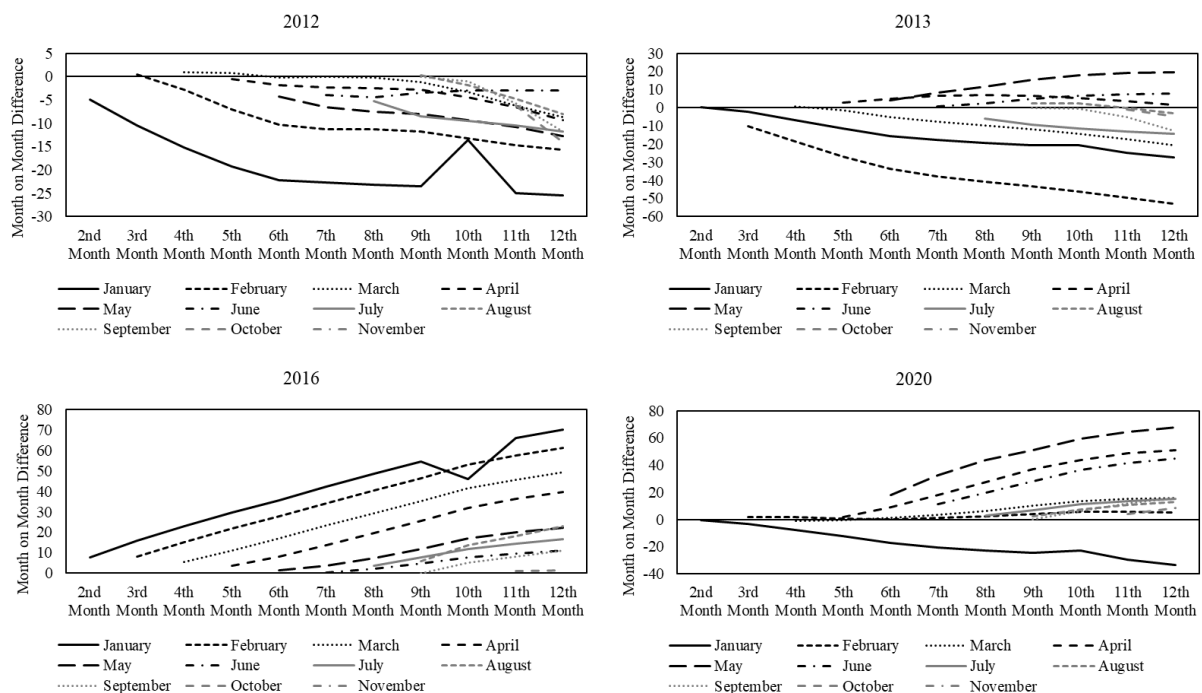 2012
Month on Month Difference
5
0
-5
-10
-15
-20
-25
-30
2nd Month 3rd Month 4th Month 5th Month 6th Month 7th Month 8th Month 9th Month 10th Month 11th Month 12th Month
January February March April
May June July August
September October November
2013
Month on Month Difference
30
20
10
0
-10
-20
-30
-40
-50
-60
2nd Month 3rd Month 4th Month 5th Month 6th Month 7th Month 8th Month 9th Month 10th Month 11th Month 12th Month
January February March April
May June July August
September October November
2016
Month on Month Difference
80
70
60
50
40
30
20
10
0
2nd Month 3rd Month 4th Month 5th Month 6th Month 7th Month 8th Month 9th Month 10th Month 11th Month 12th Month
January February March April
May June July August
September October November
2020
Month on Month Difference
80
60
40
20
0
-20
-40
2nd Month 3rd Month 4th Month 5th Month 6th Month 7th Month 8th Month 9th Month 10th Month 11th Month 12th Month
January February March April
May June July August
September October November